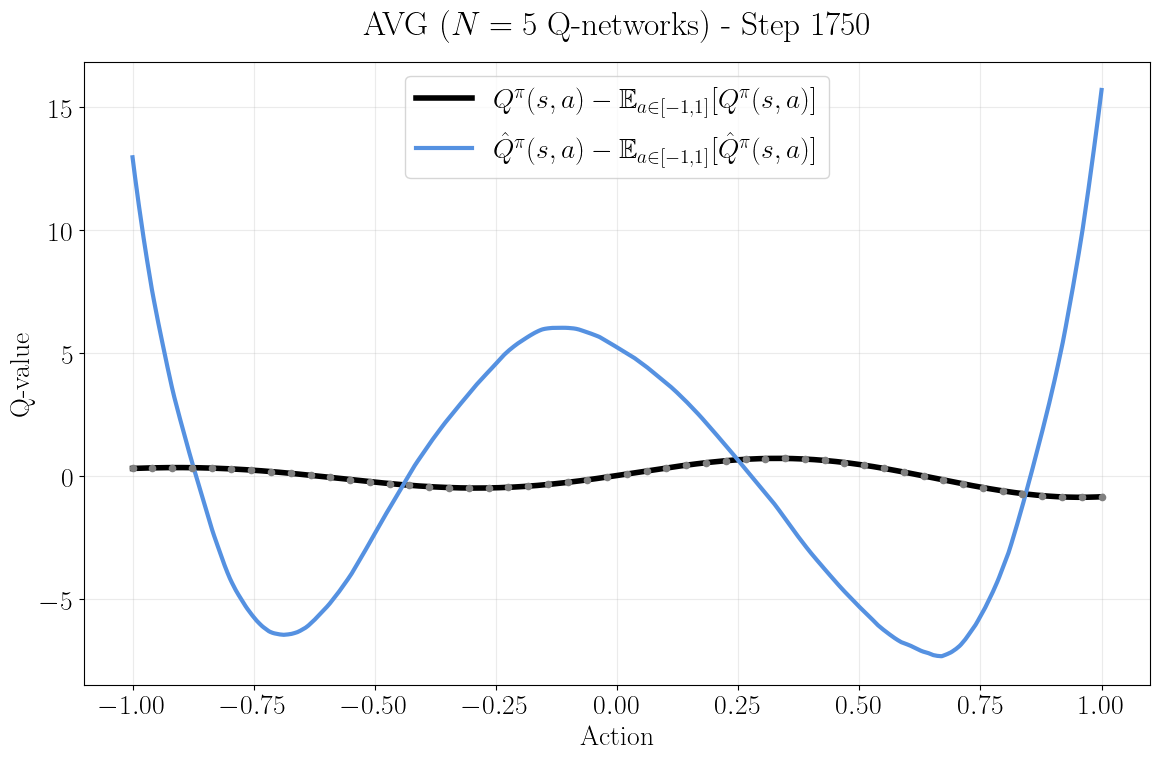 AVG (N = 5 Q-networks) - Step 1750
Q^π(s, a) − 𝔼_{a∈[−1,1]}[Q^π(s, a)]
Q̂^π(s, a) − 𝔼_{a∈[−1,1]}[Q̂^π(s, a)]
Q-value
15
10
5
0
−5
−1.00 −0.75 −0.50 −0.25 0.00 0.25 0.50 0.75 1.00
Action